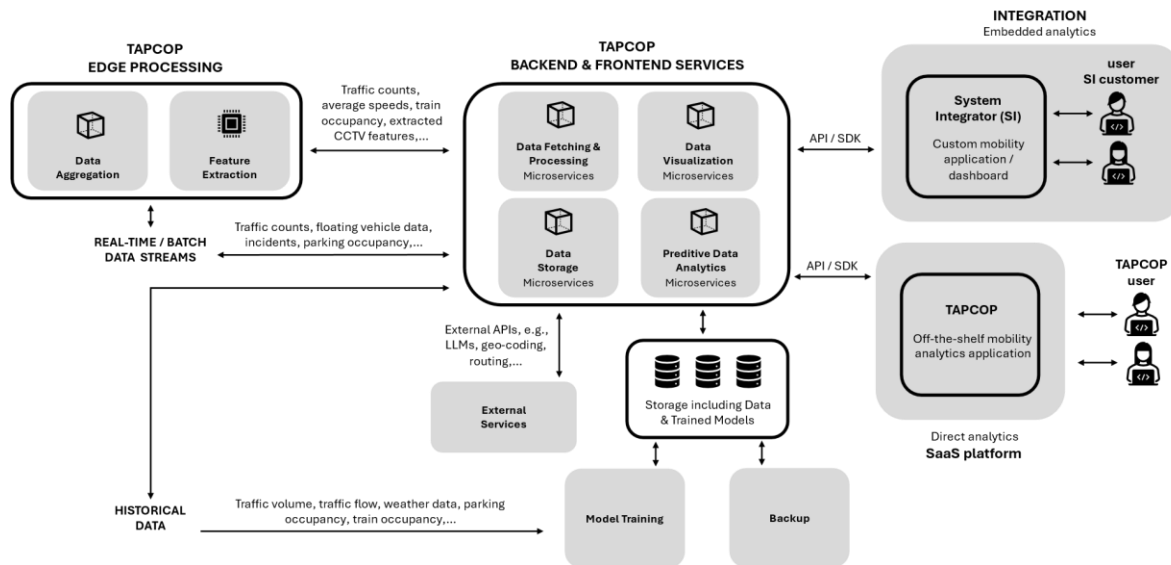 TAPCOP
EDGE PROCESSING
Data
Aggregation
Feature
Extraction
Traffic counts,
average speeds, train
occupancy, extracted
CCTV features,...
REAL-TIME / BATCH
DATA STREAMS
Traffic counts, floating vehicle data,
incidents, parking occupancy,...
TAPCOP
BACKEND & FRONTEND SERVICES
Data Fetching &
Processing
Microservices
Data
Visualization
Microservices
Data
Storage
Microservices
Preditive Data
Analytics
Microservices
API / SDK
INTEGRATION
Embedded analytics
System
Integrator (SI)
Custom mobility
application /
dashboard
user
SI customer
API / SDK
TAPCOP
Off-the-shelf mobility
analytics application
TAPCOP
user
Direct analytics
SaaS platform
External APIs, e.g.,
LLMs, geo-coding,
routing,...
External
Services
Storage including Data
& Trained Models
HISTORICAL
DATA
Traffic volume, traffic flow, weather data, parking
occupancy, train occupancy,...
Model Training
Backup